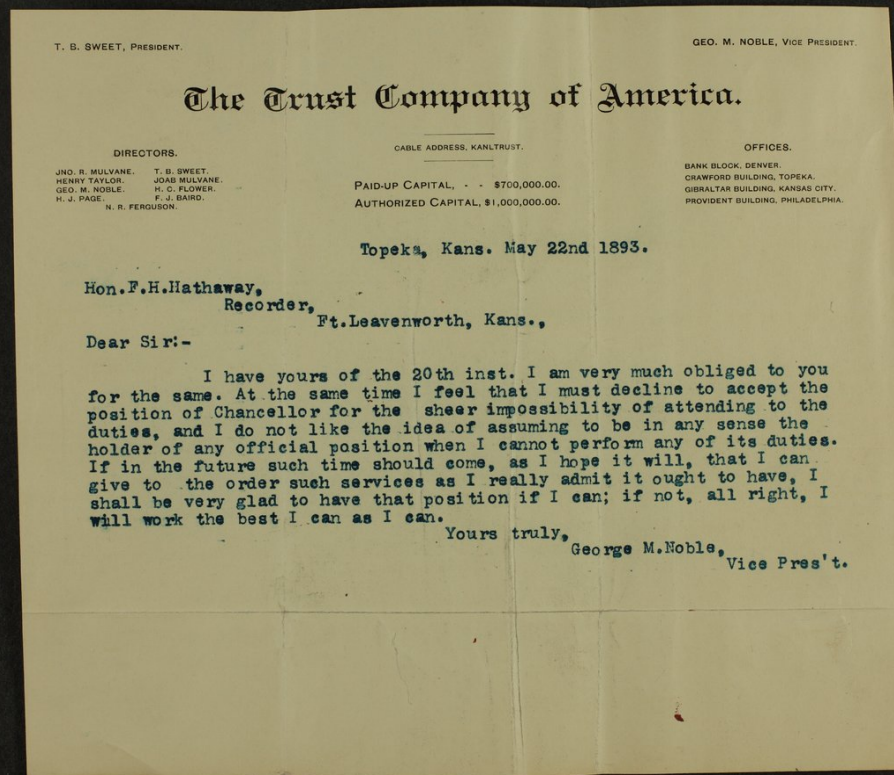 T. B. SWEET, PRESIDENT.
GEO. M. NOBLE, VICE PRESIDENT.
The Trust Company of America.
DIRECTORS.
JNO. R. MULVANE. T. B. SWEET.
HENRY TAYLOR. JOAB MULVANE.
GEO. M. NOBLE. H. C. FLOWER.
H. J. PAGE. F. J. BAIRD.
N. R. FERGUSON.
CABLE ADDRESS, KANLTRUST.
PAID-UP CAPITAL, - - $700,000.00.
AUTHORIZED CAPITAL, $1,000,000.00.
OFFICES.
BANK BLOCK, DENVER.
CRAWFORD BUILDING, TOPEKA.
GIBRALTAR BUILDING, KANSAS CITY.
PROVIDENT BUILDING, PHILADELPHIA.
Topeka, Kans. May 22nd 1893.
Hon.F.H.Hathaway,
Recorder,
Ft.Leavenworth, Kans.,
Dear Sir:-
I have yours of the 20th inst. I am very much obliged to you
for the same. At the same time I feel that I must decline to accept the
position of Chancellor for the sheer impossibility of attending to the
duties, and I do not like the idea of assuming to be in any sense the
holder of any official position when I cannot perform any of its duties.
If in the future such time should come, as I hope it will, that I can
give to the order such services as I really admit it ought to have, I
shall be very glad to have that position if I can; if not, all right, I
will work the best I can as I can.
Yours truly,
George M.Noble,
Vice Pres't.